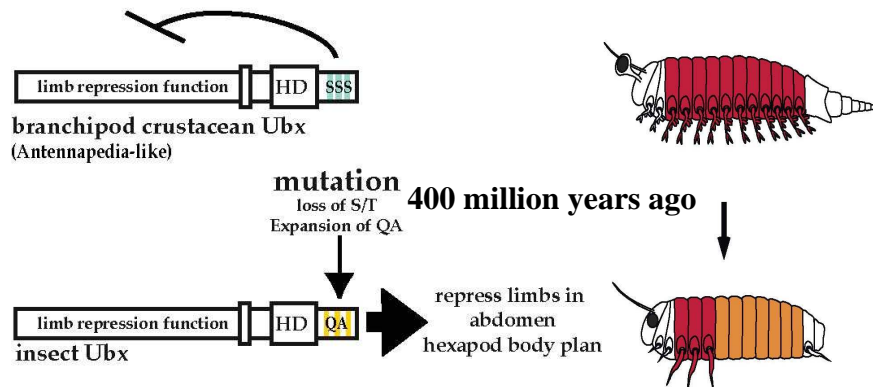 limb repression function HD SSS
branchipod crustacean Ubx
(Antennapedia-like)
mutation
loss of S/T
Expansion of QA
400 million years ago
limb repression function HD QA
insect Ubx
repress limbs in
abdomen
hexapod body plan